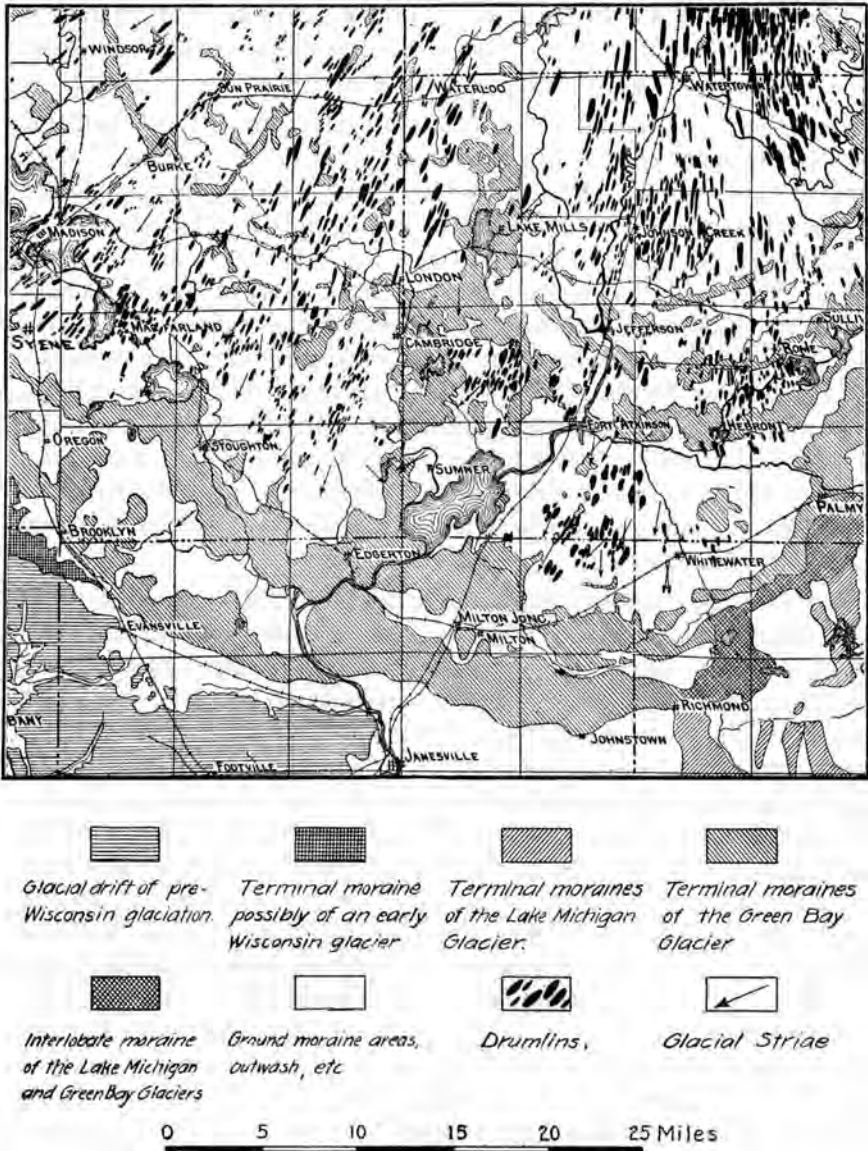 WINDSOR
SUN PRAIRIE
WATERLOO
WATERTOWN
BURKE
MADISON
LAKE MILLS
JOHNSON CREEK
LONDON
MACFARLAND
JEFFERSON
SULLI
SYENE
CAMBRIDGE
ROME
OREGON
STOUGHTON
FORT ATKINSON
HEBRON
SUMNER
PALMY
BROOKLYN
EDGERTON
WHITEWATER
EVANSVILLE
MILTON JUNC.
MILTON
BANY
RICHMOND
JOHNSTOWN
FOOTVILLE
JANESVILLE
Glacial drift of pre-
Wisconsin glaciation.
Terminal moraine
possibly of an early
Wisconsin glacier
Terminal moraines
of the Lake Michigan
Glacier.
Terminal moraines
of the Green Bay
Glacier
Interlobate moraine
of the Lake Michigan
and Green Bay Glaciers
Ground moraine areas,
outwash, etc
Drumlins,
Glacial Striae
0 5 10 15 20 25 Miles